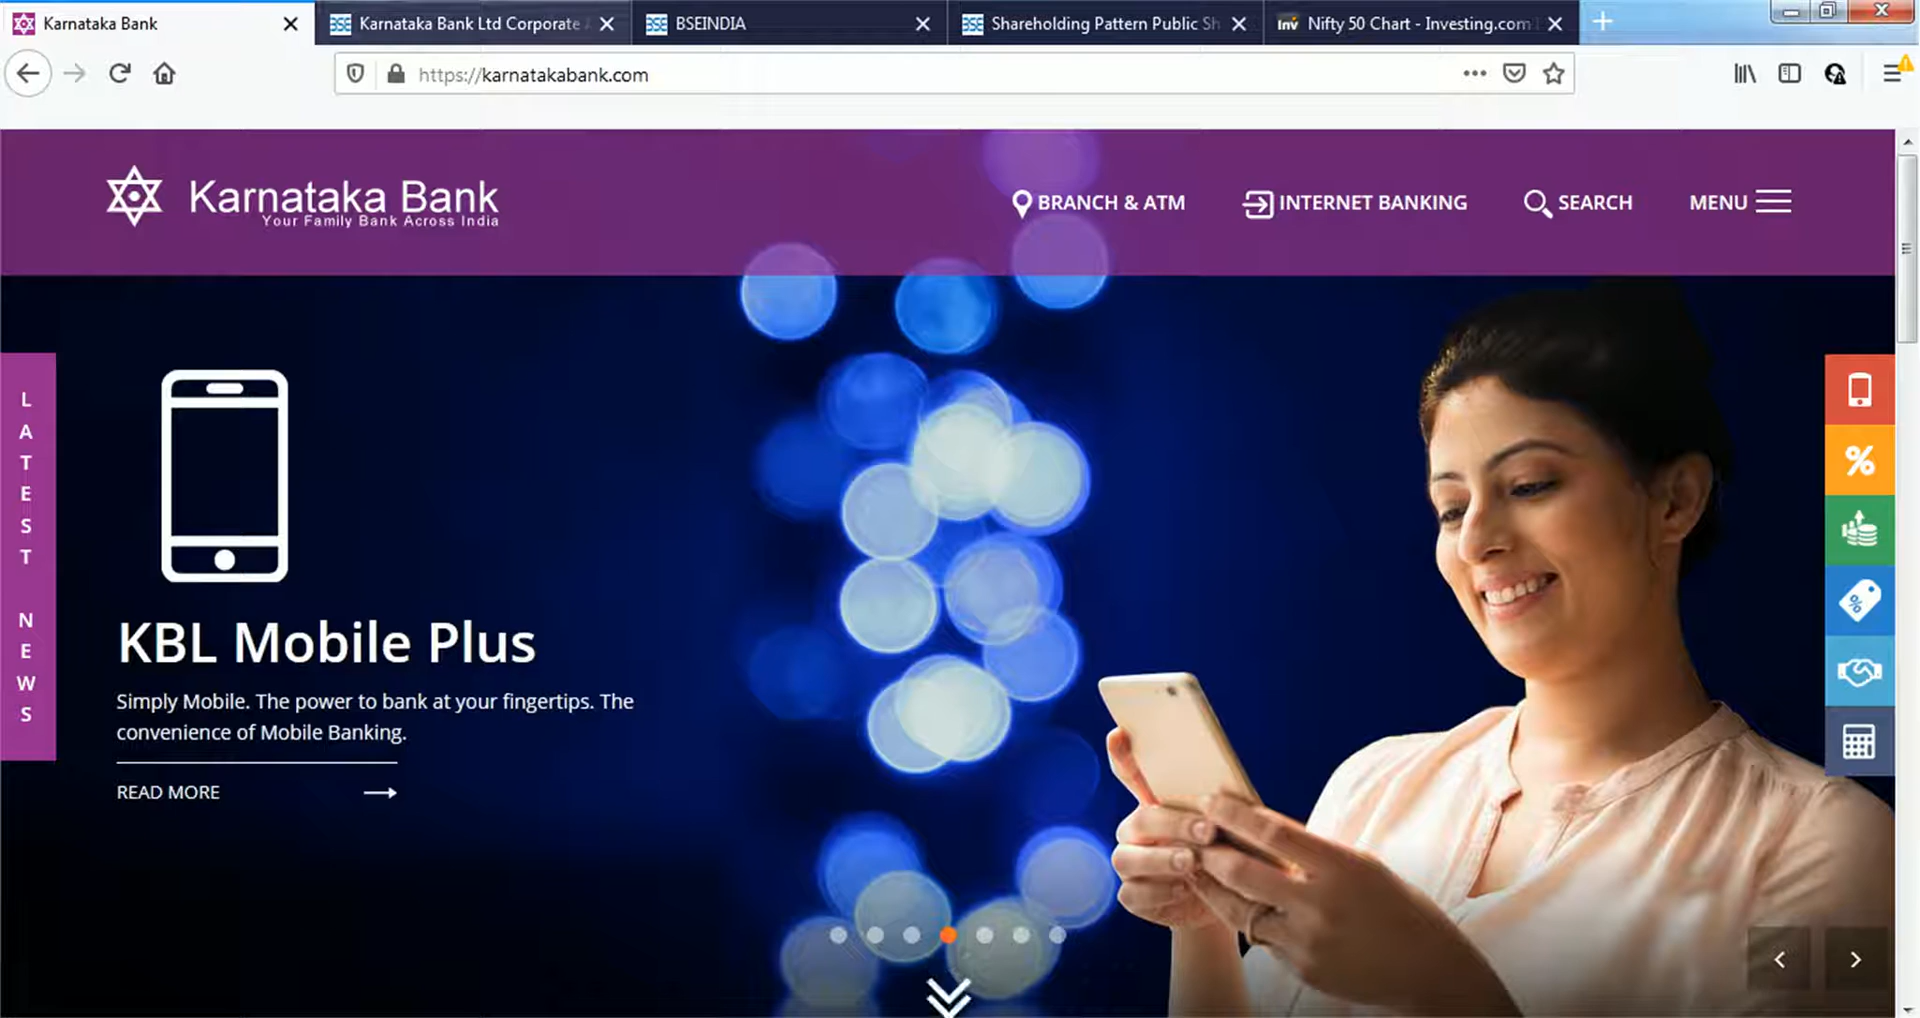 Karnataka Bank
Karnataka Bank Ltd Corporate
BSEINDIA
Shareholding Pattern Public Sh
Nifty 50 Chart - Investing.com
https://karnatakabank.com
Karnataka Bank
Your Family Bank Across India
BRANCH & ATM
INTERNET BANKING
SEARCH
MENU
LATEST NEWS
KBL Mobile Plus
Simply Mobile. The power to bank at your fingertips. The
convenience of Mobile Banking.
READ MORE